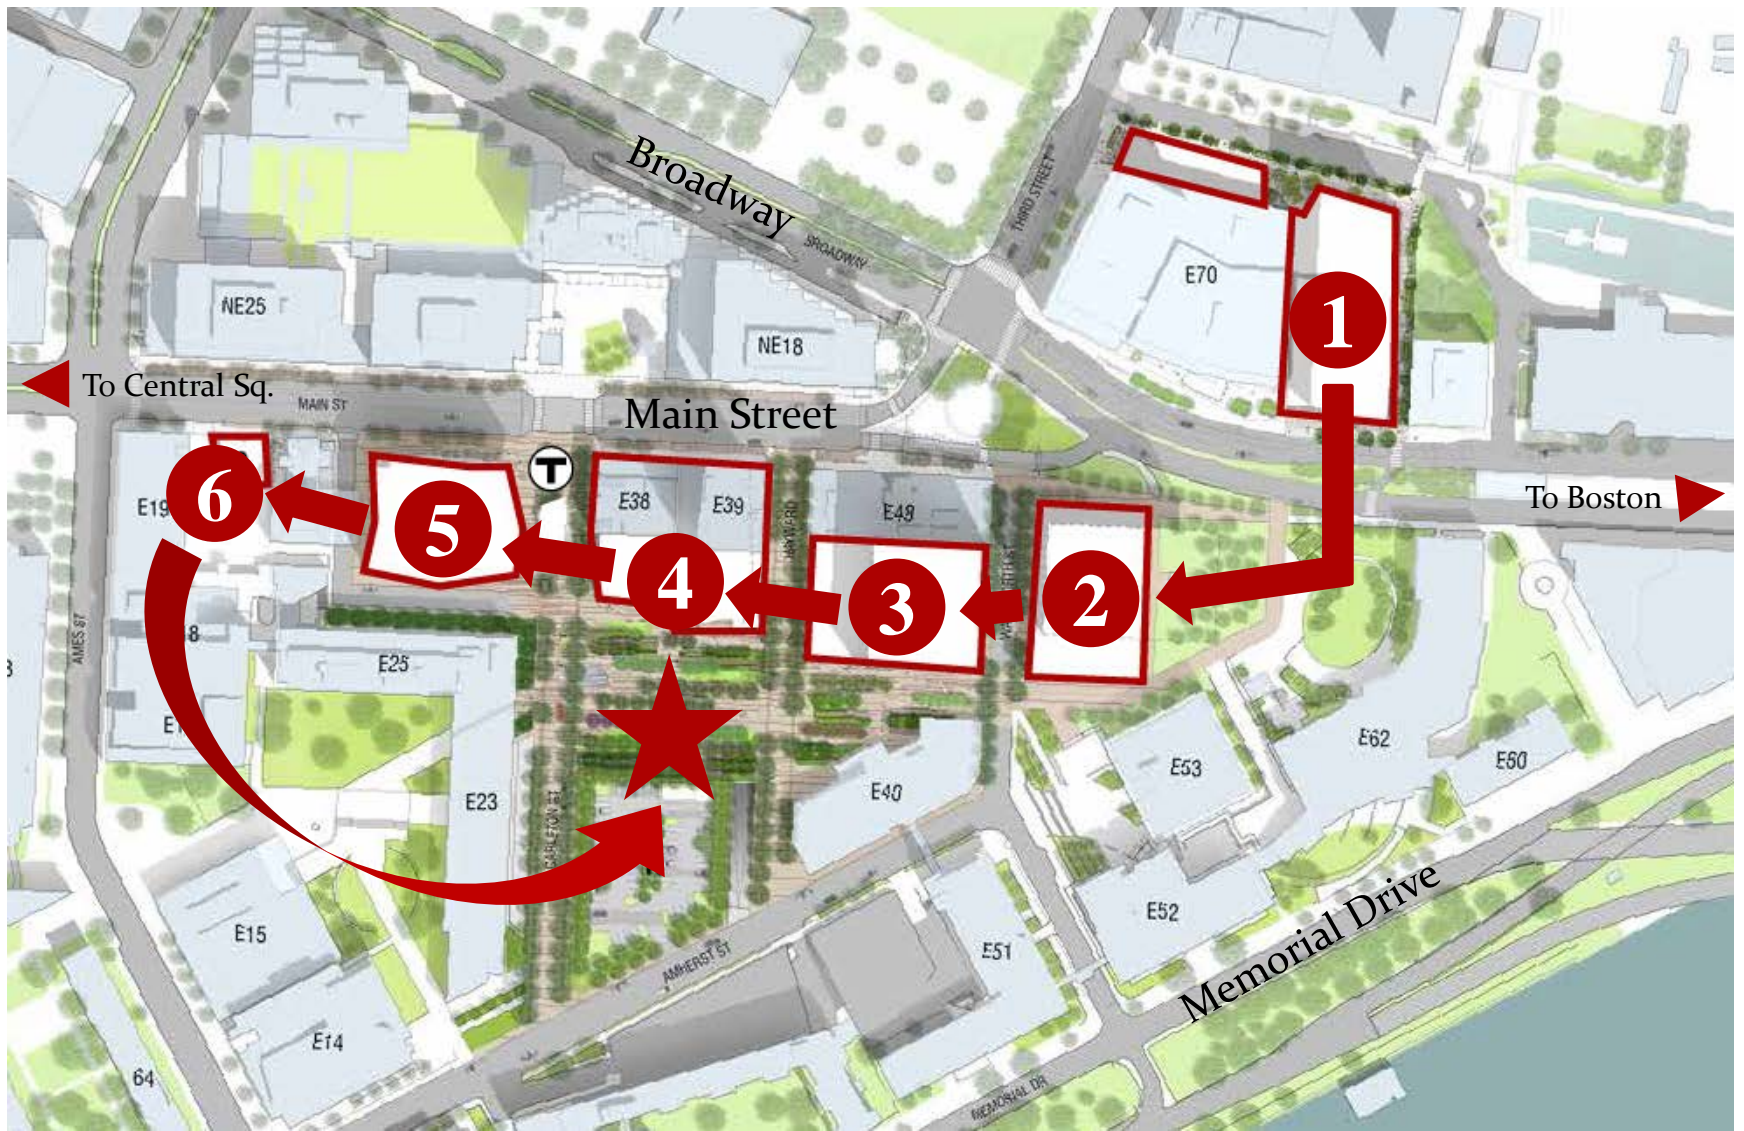 Broadway
BROADWAY
THIRD STREET
E70
1
NE25
NE18
To Central Sq.
MAIN ST
Main Street
T
To Boston
E19
6
5
E38
E39
4
HAYWARD
E48
3
2
AMES ST
E25
E23
CARLETON ST
E40
E53
E62
E60
E15
E14
64
AMHERST ST
E51
E52
Memorial Drive
MEMORIAL DR